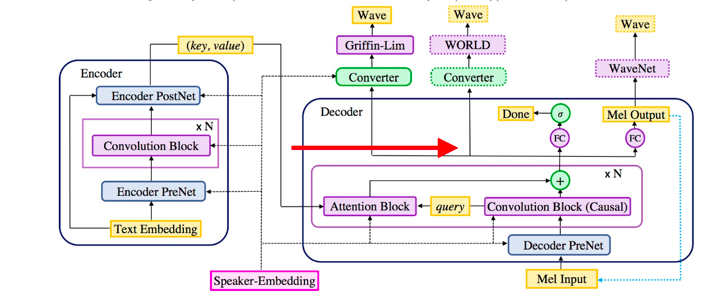 Wave
Wave
Wave
(key, value)
Griffin-Lim
WORLD
Encoder
Converter
Converter
WaveNet
Encoder PostNet
Decoder
Done
σ
Mel Output
x N
FC
FC
Convolution Block
x N
Encoder PreNet
+
Attention Block
query
Convolution Block (Causal)
Text Embedding
Decoder PreNet
Speaker-Embedding
Mel Input